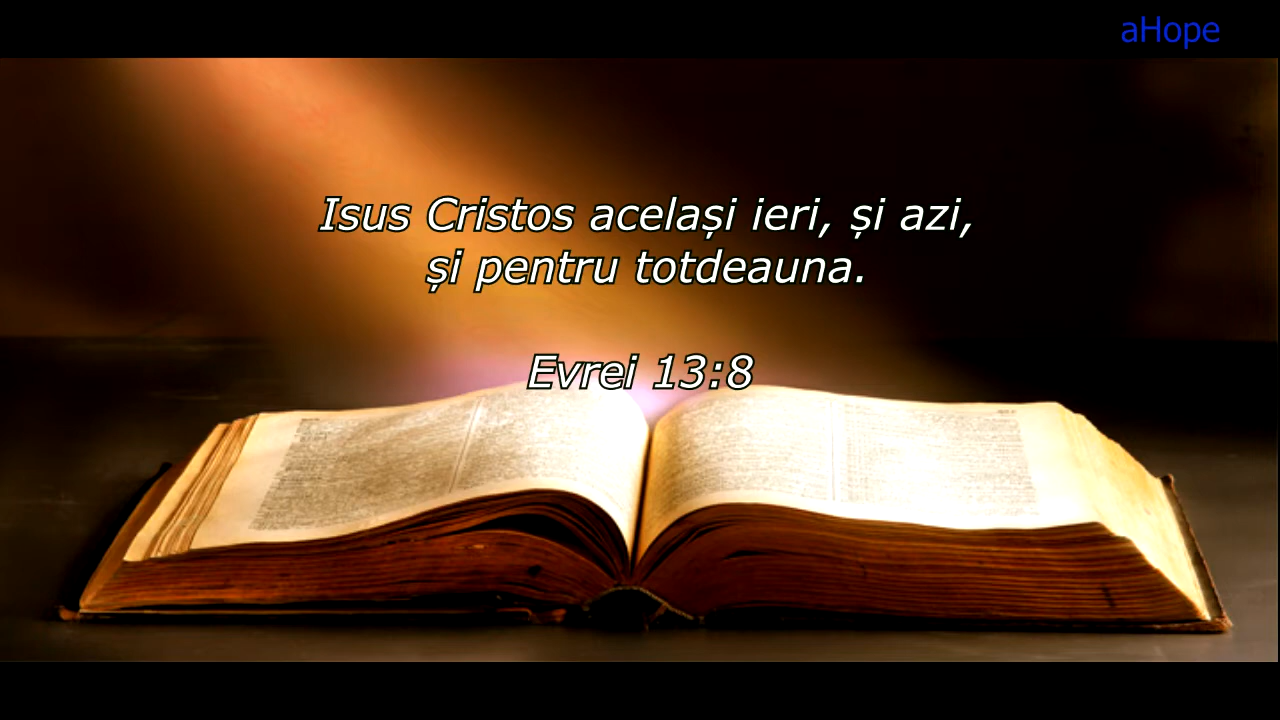 aHope
Isus Cristos același ieri, și azi,
și pentru totdeauna.
Evrei 13:8